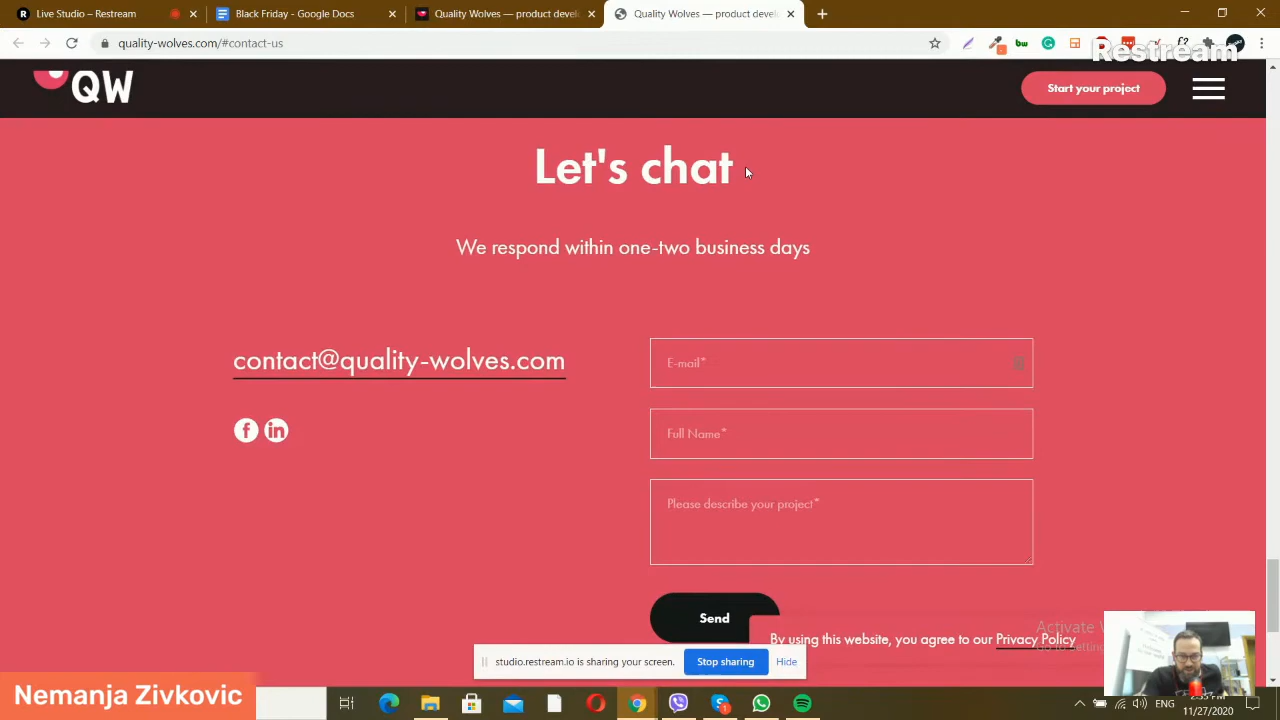 Live Studio - Restream
Black Friday - Google Docs
Quality Wolves — product develo
Quality Wolves — product develo
quality-wolves.com/#contact-us
Restream
QW
Start your project
Let's chat
We respond within one-two business days
contact@quality-wolves.com
E-mail*
Full Name*
Please describe your project*
Send
By using this website, you agree to our Privacy Policy
Activate
studio.restream.io is sharing your screen.
Stop sharing
Hide
Nemanja Zivkovic
ENG
11/27/2020